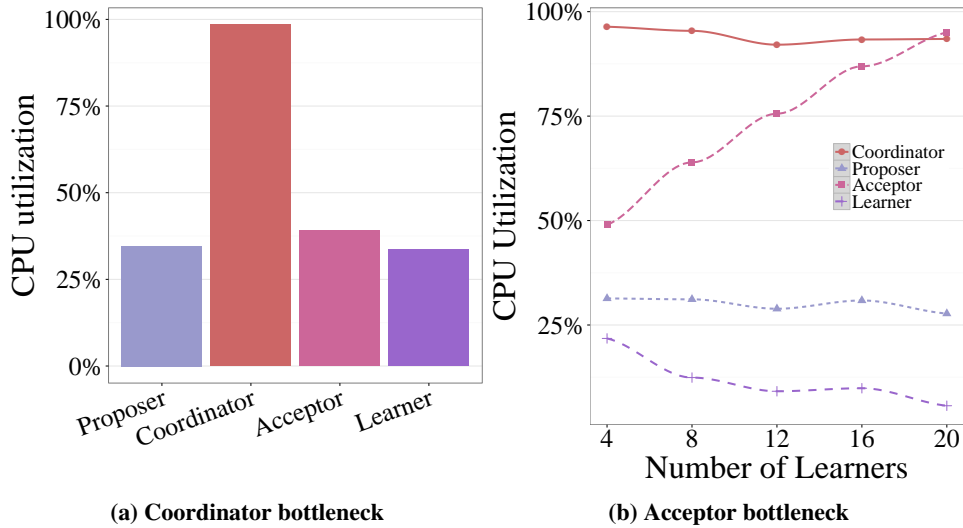 100%
75%
50%
25%
0%
CPU utilization
Proposer
Coordinator
Acceptor
Learner
(a) Coordinator bottleneck
100%
75%
50%
25%
CPU Utilization
Coordinator
Proposer
Acceptor
Learner
4 8 12 16 20
Number of Learners
(b) Acceptor bottleneck